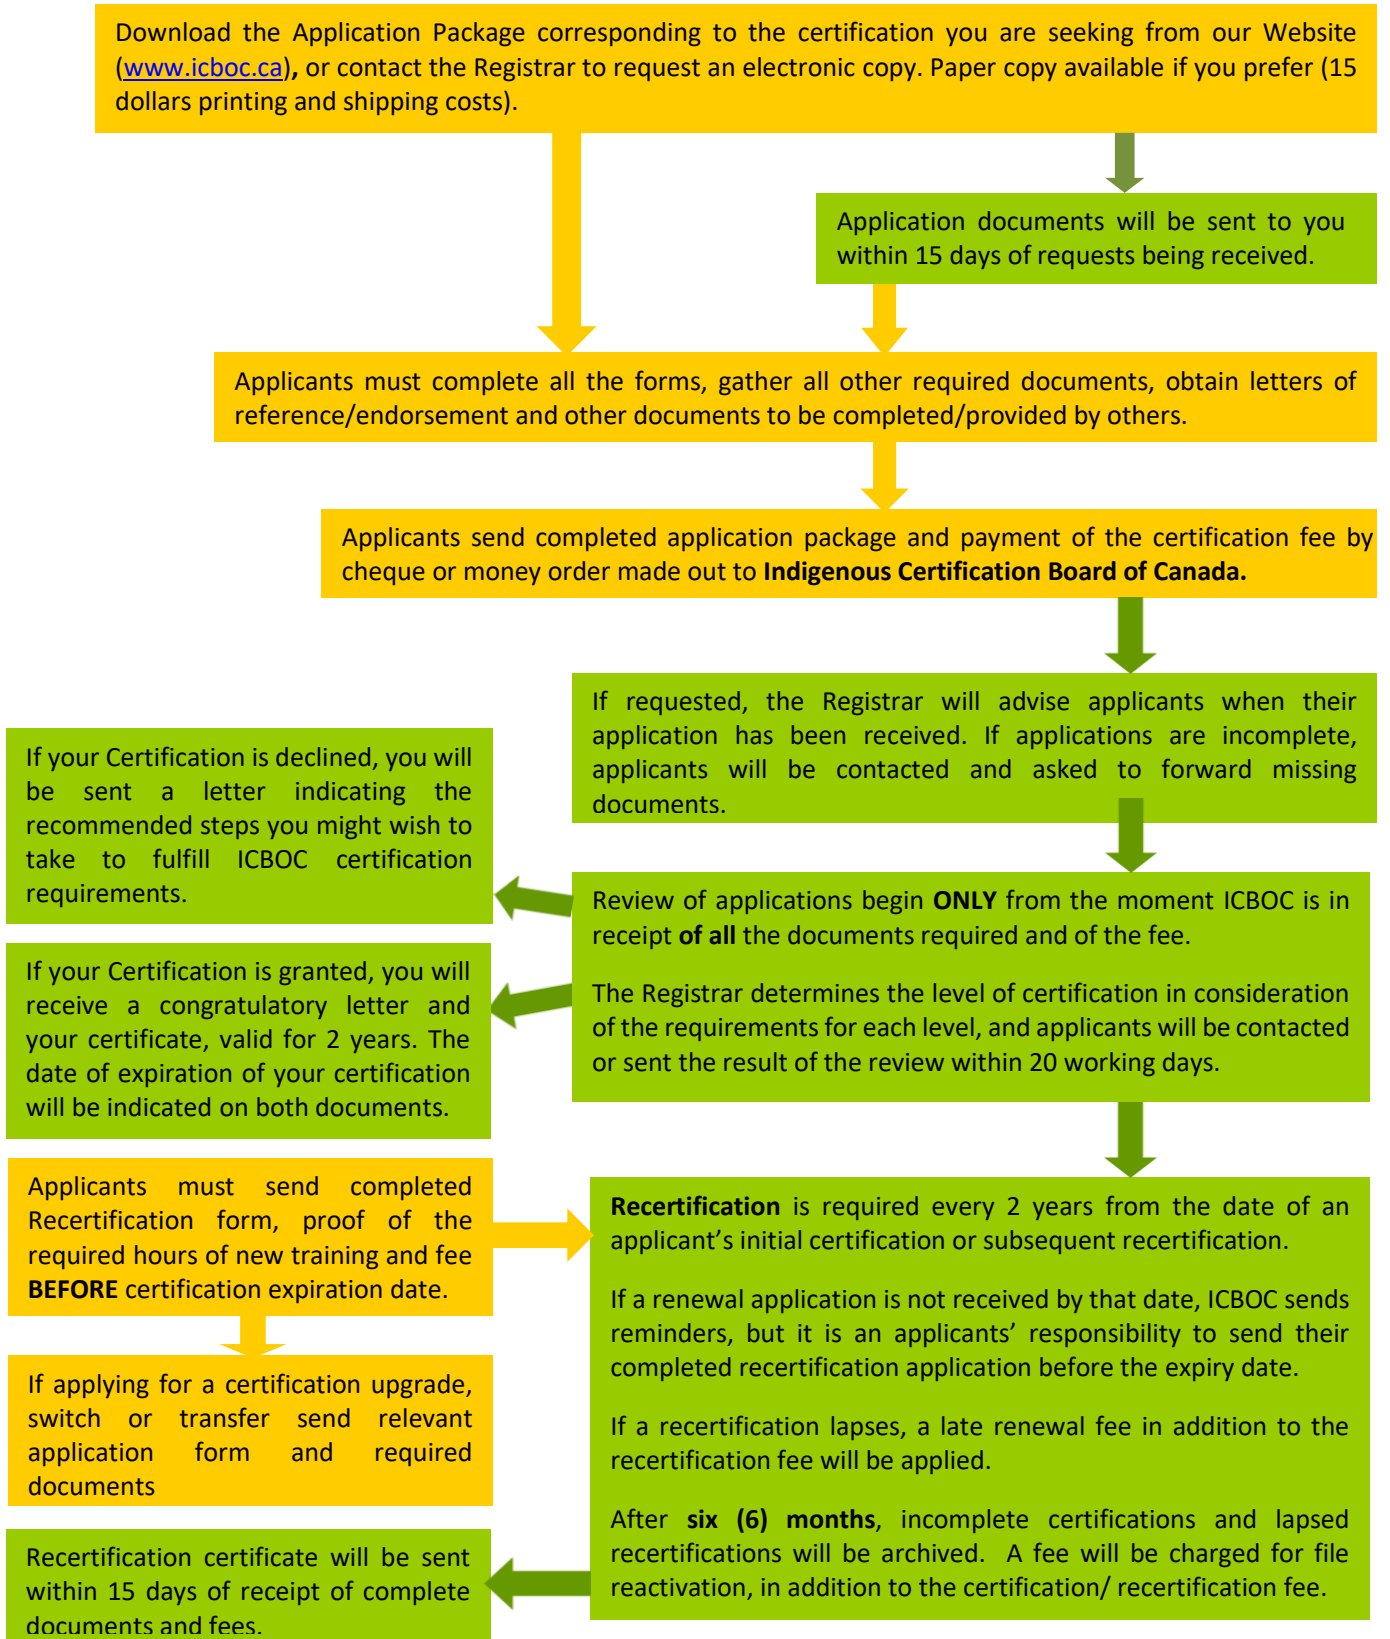 Download the Application Package corresponding to the certification you are seeking from our Website
(www.icboc.ca), or contact the Registrar to request an electronic copy. Paper copy available if you prefer (15
dollars printing and shipping costs).
Application documents will be sent to you
within 15 days of requests being received.
Applicants must complete all the forms, gather all other required documents, obtain letters of
reference/endorsement and other documents to be completed/provided by others.
Applicants send completed application package and payment of the certification fee by
cheque or money order made out to Indigenous Certification Board of Canada.
If requested, the Registrar will advise applicants when their
application has been received. If applications are incomplete,
applicants will be contacted and asked to forward missing
documents.
If your Certification is declined, you will
be sent a letter indicating the
recommended steps you might wish to
take to fulfill ICBOC certification
requirements.
Review of applications begin ONLY from the moment ICBOC is in
receipt of all the documents required and of the fee.
The Registrar determines the level of certification in consideration
of the requirements for each level, and applicants will be contacted
or sent the result of the review within 20 working days.
If your Certification is granted, you will
receive a congratulatory letter and
your certificate, valid for 2 years. The
date of expiration of your certification
will be indicated on both documents.
Applicants must send completed
Recertification form, proof of the
required hours of new training and fee
BEFORE certification expiration date.
Recertification is required every 2 years from the date of an
applicant’s initial certification or subsequent recertification.
If a renewal application is not received by that date, ICBOC sends
reminders, but it is an applicants’ responsibility to send their
completed recertification application before the expiry date.
If a recertification lapses, a late renewal fee in addition to the
recertification fee will be applied.
After six (6) months, incomplete certifications and lapsed
recertifications will be archived. A fee will be charged for file
reactivation, in addition to the certification/ recertification fee.
If applying for a certification upgrade,
switch or transfer send relevant
application form and required
documents
Recertification certificate will be sent
within 15 days of receipt of complete
documents and fees.